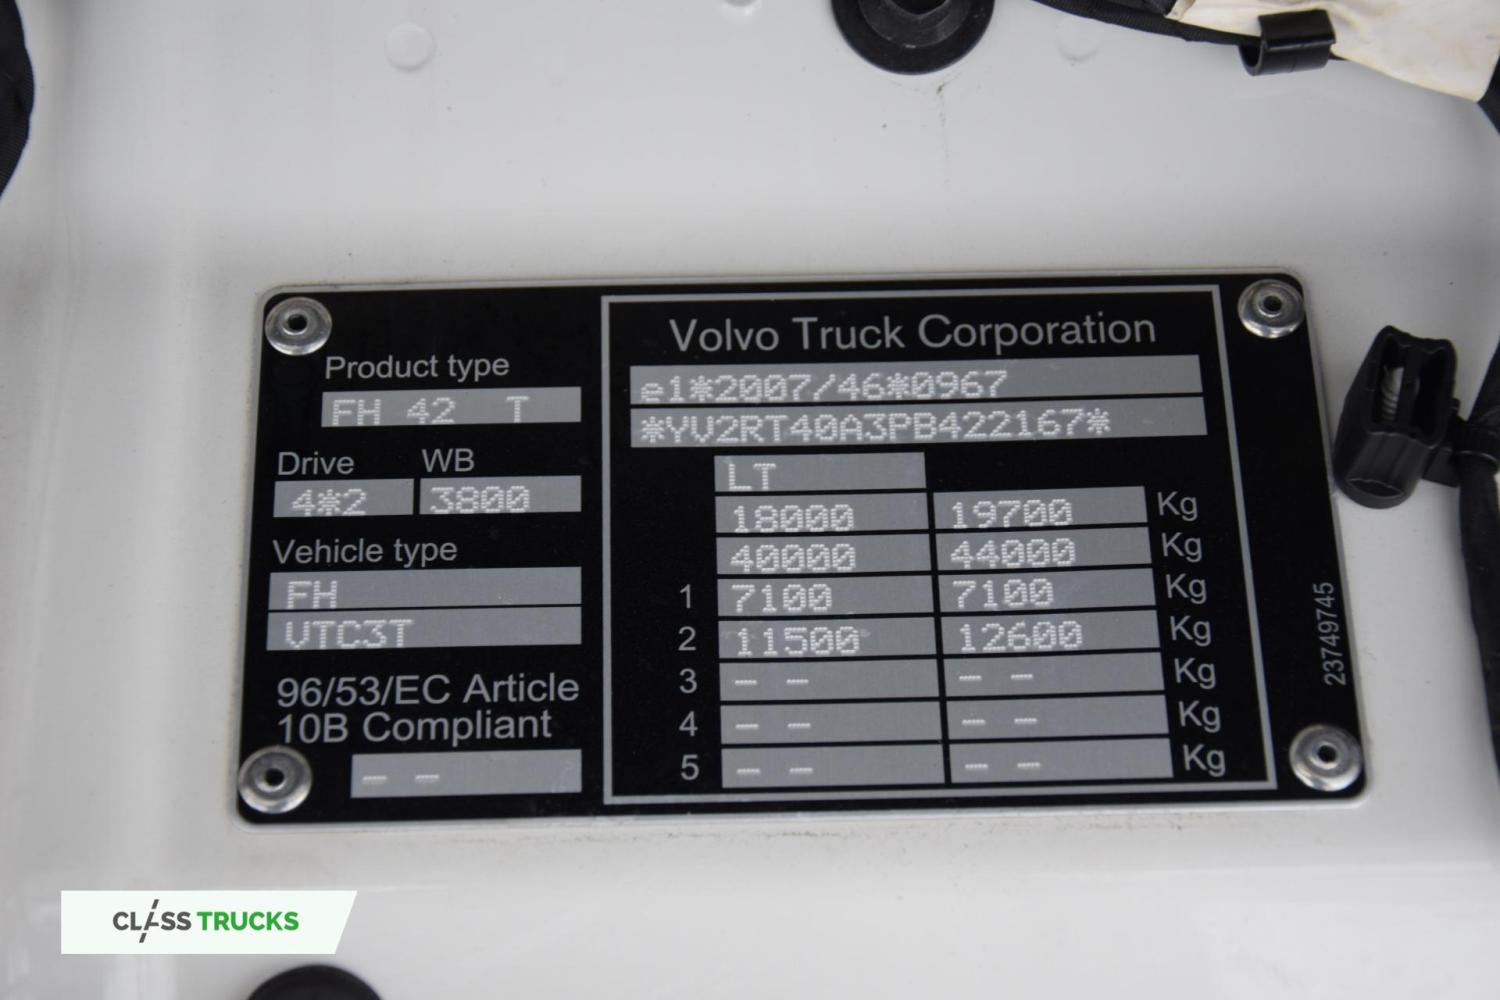 Product type
FH 42 T
Drive WB
4*2 3800
Vehicle type
FH
VTC3T
96/53/EC Article
10B Compliant
- -
Volvo Truck Corporation
e1*2007/46*0967
*YV2RT40A3PB422167*
LT
18000 19700 Kg
40000 44000 Kg
1 7100 7100 Kg
2 11500 12600 Kg
3 - - - - Kg
4 - - - - Kg
5 - - - - Kg
23749745
CLASS TRUCKS